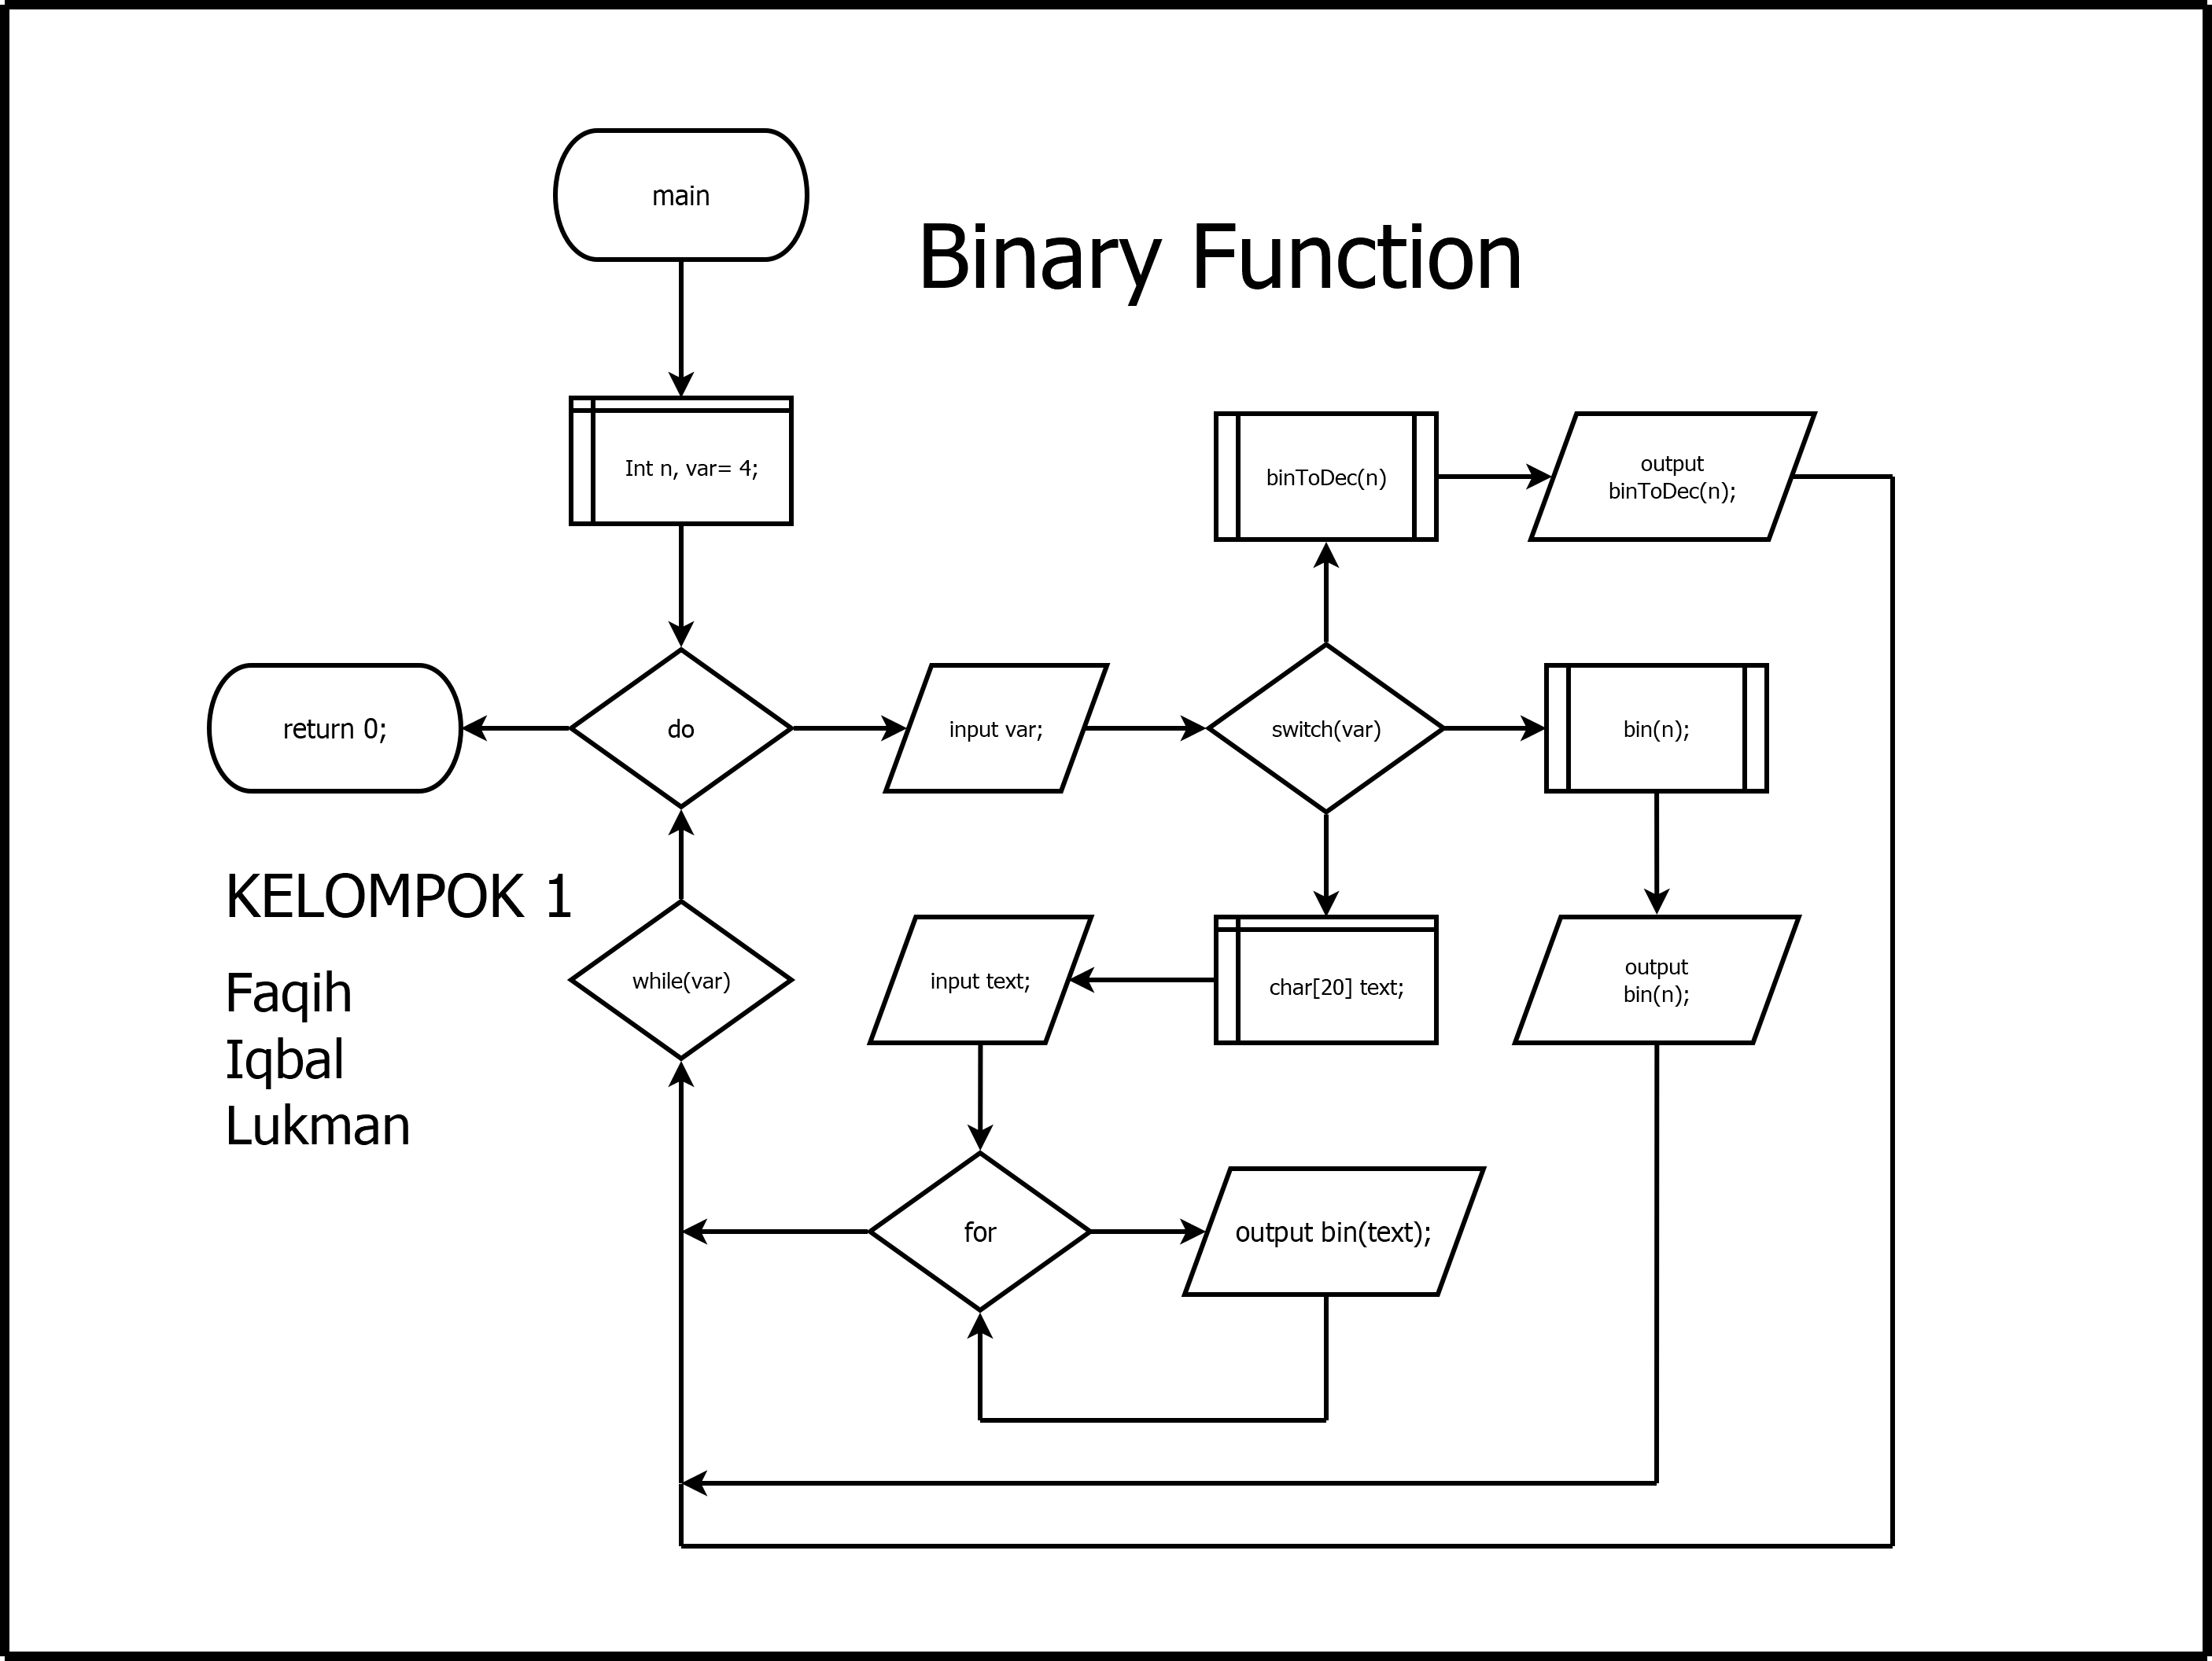 main
Binary Function
Int n, var= 4;
binToDec(n)
output
binToDec(n);
return 0;
do
input var;
switch(var)
bin(n);
KELOMPOK 1
Faqih
Iqbal
Lukman
while(var)
input text;
char[20] text;
output
bin(n);
for
output bin(text);